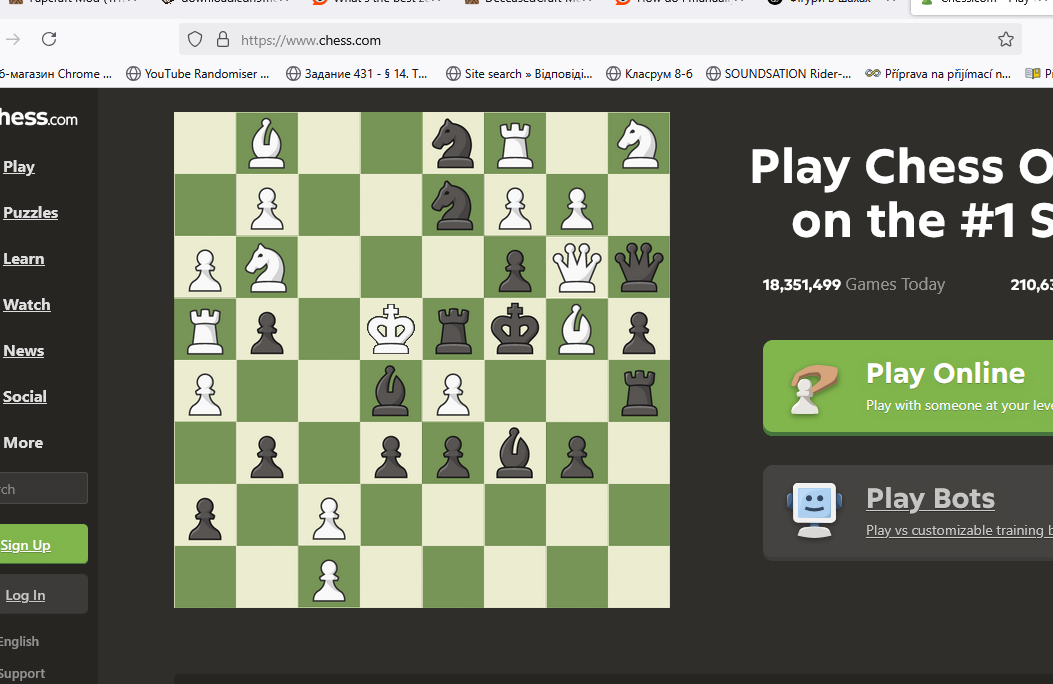 https://www.chess.com
б-магазин Chrome ... YouTube Randomiser ... Задание 431 - § 14. Т... Site search » Відповіді... Класрум 8-б SOUNDSATION Rider-... Příprava na přijímací n...
hess.com
Play
Puzzles
Learn
Watch
News
Social
More
rch
Sign Up
Log In
English
Support
Play Chess O
on the #1 S
18,351,499 Games Today 210,63
Play Online
Play with someone at your leve
Play Bots
Play vs customizable training b